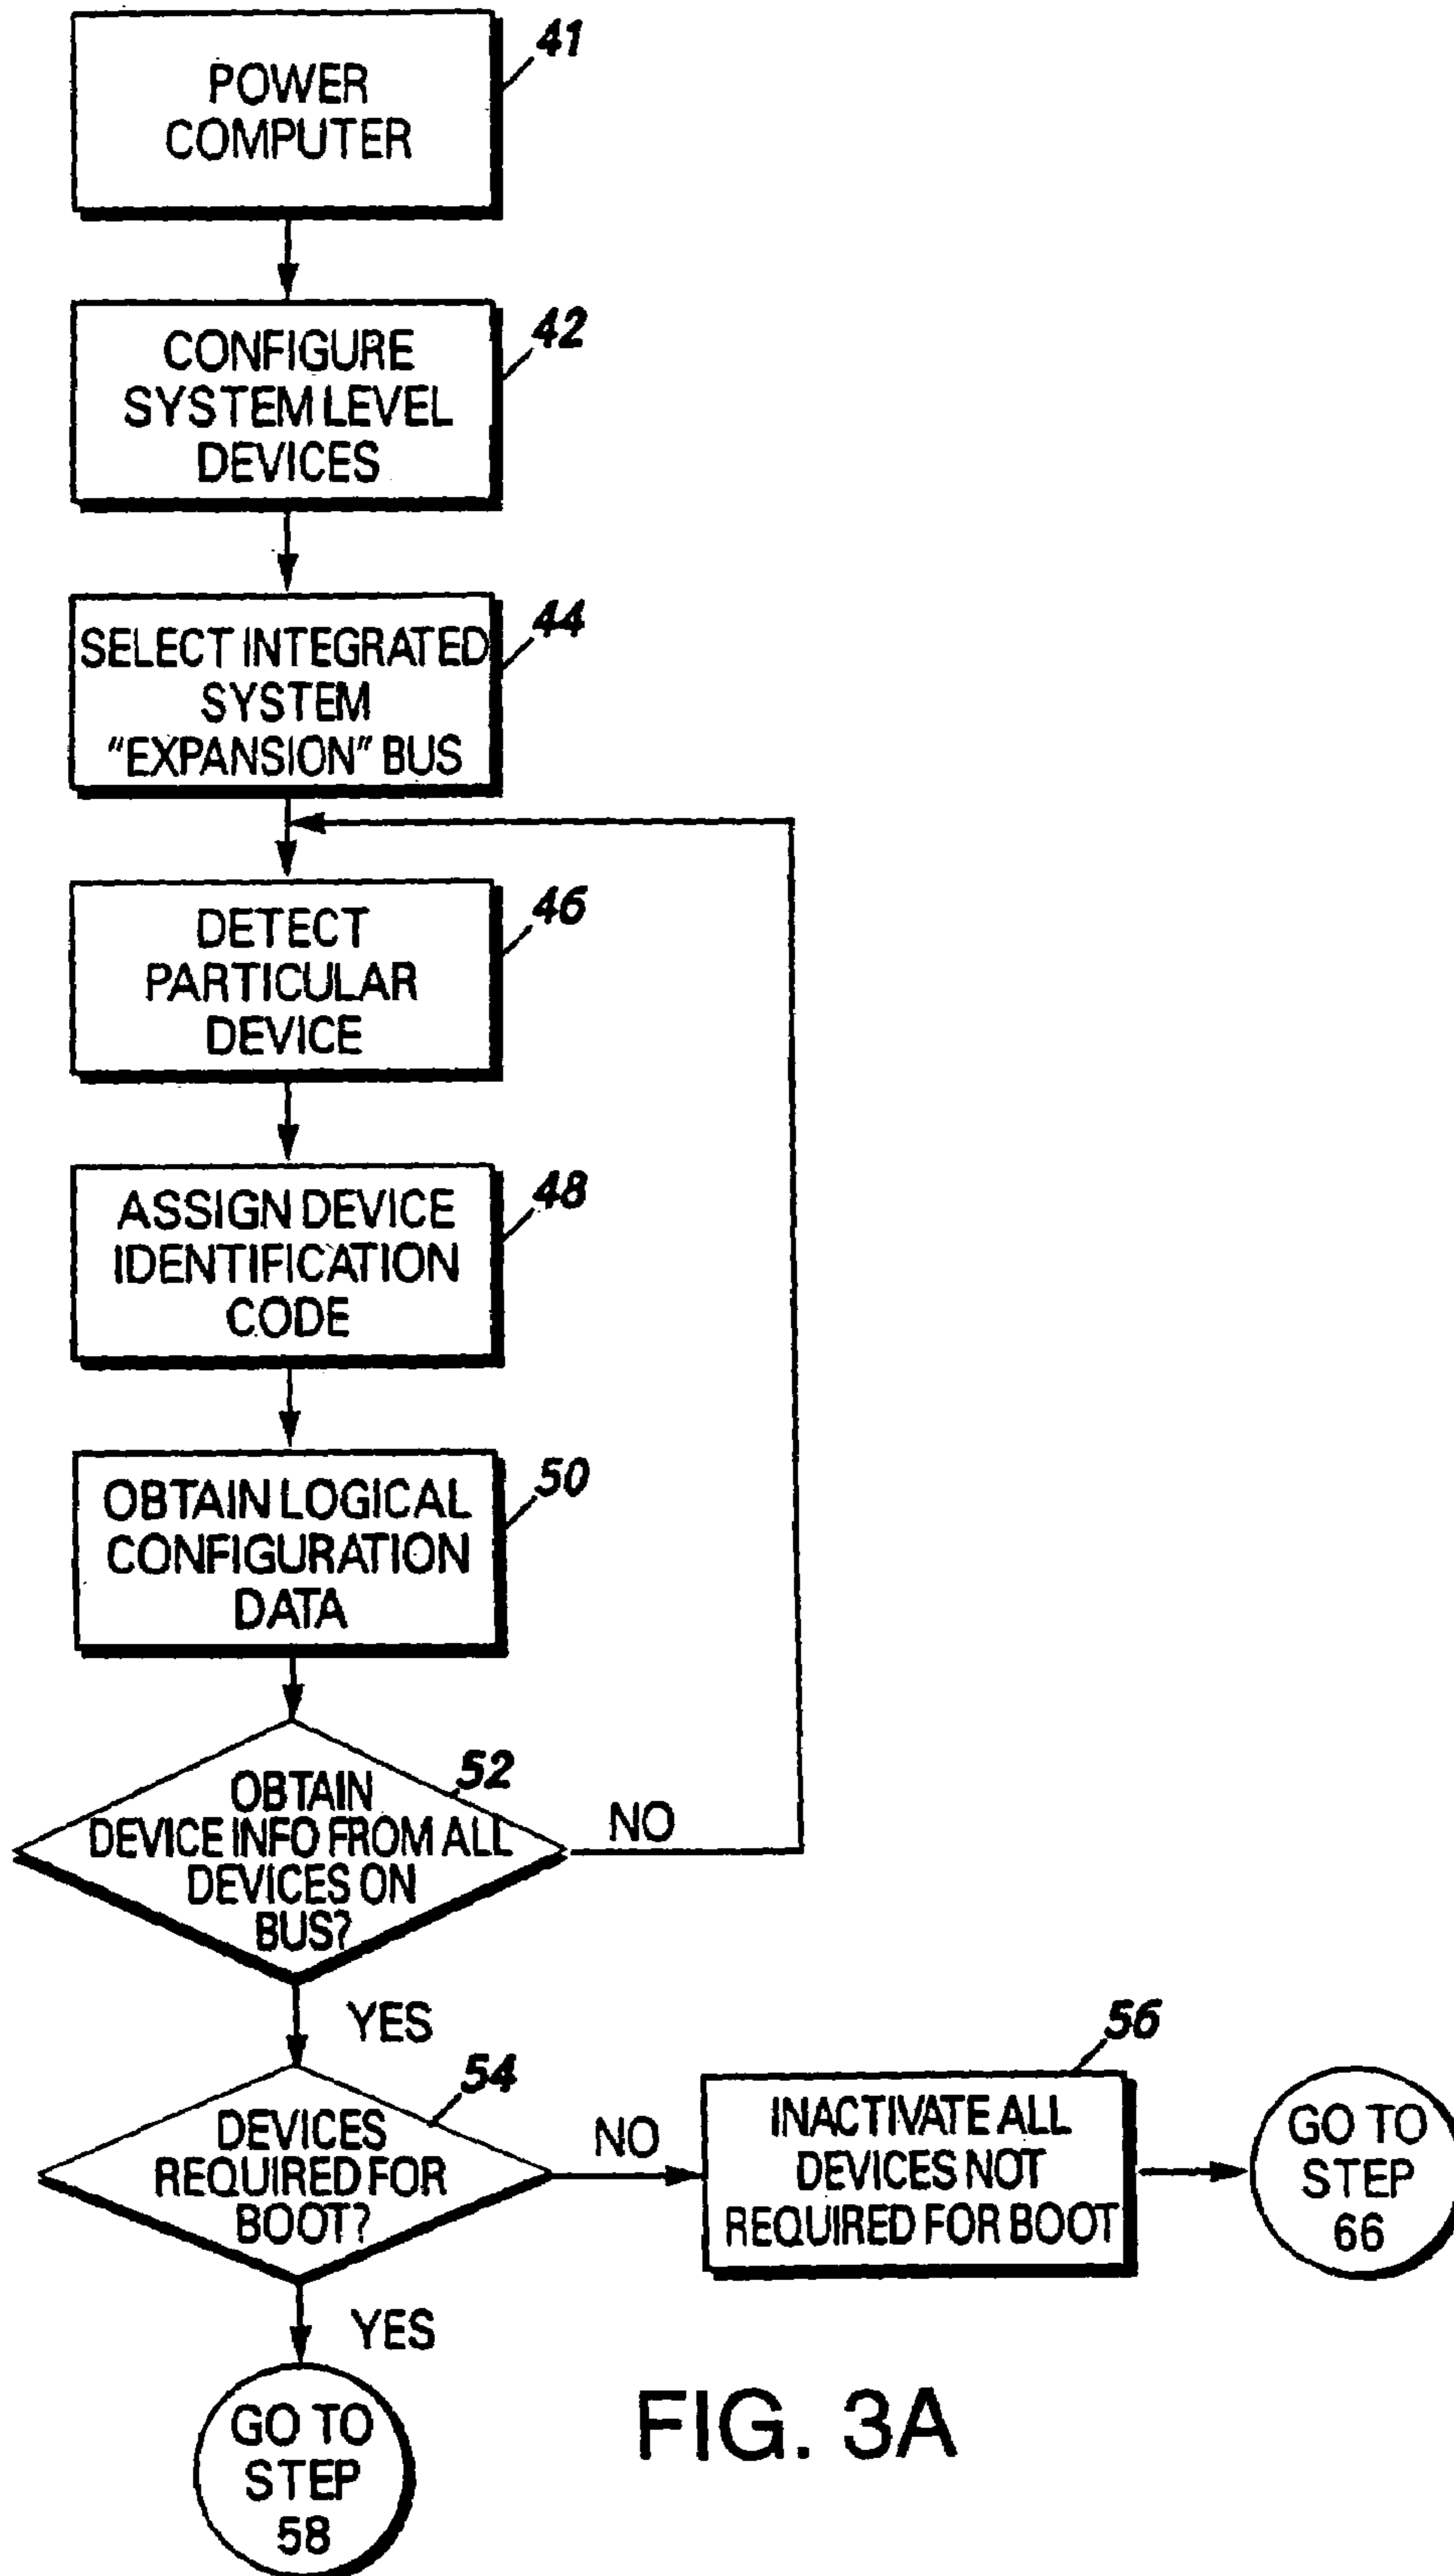 41
POWER
COMPUTER
42
CONFIGURE
SYSTEM LEVEL
DEVICES
44
SELECT INTEGRATED
SYSTEM
"EXPANSION" BUS
46
DETECT
PARTICULAR
DEVICE
48
ASSIGN DEVICE
IDENTIFICATION
CODE
50
OBTAIN LOGICAL
CONFIGURATION
DATA
52
OBTAIN
DEVICE INFO FROM ALL
DEVICES ON
BUS?
NO
YES
54
DEVICES
REQUIRED FOR
BOOT?
NO
56
INACTIVATE ALL
DEVICES NOT
REQUIRED FOR BOOT
GO TO
STEP
66
YES
GO TO
STEP
58
FIG. 3A